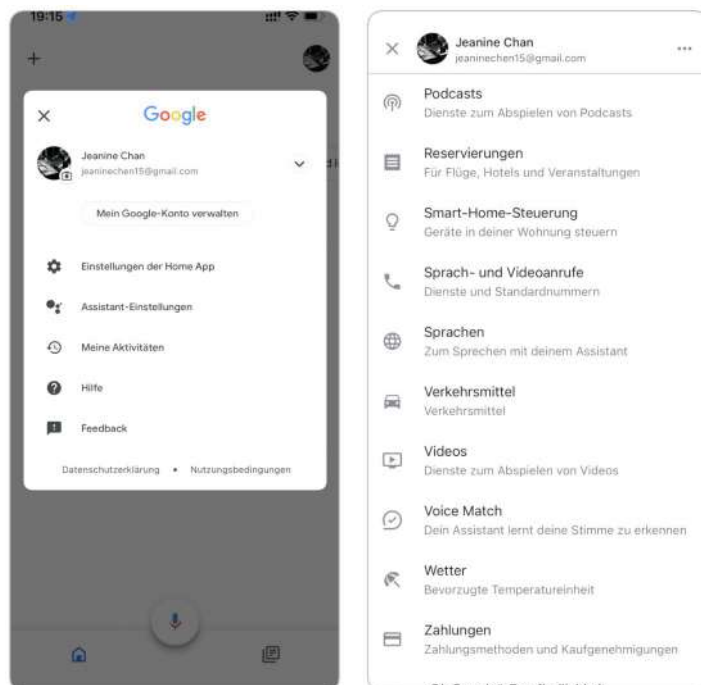 19:15
Google
Jeanine Chan
jeaninechen15@gmail.com
Mein Google-Konto verwalten
Einstellungen der Home App
Assistant-Einstellungen
Meine Aktivitäten
Hilfe
Feedback
Datenschutzerklärung • Nutzungsbedingungen
Jeanine Chan
jeaninechen15@gmail.com
Podcasts
Dienste zum Abspielen von Podcasts
Reservierungen
Für Flüge, Hotels und Veranstaltungen
Smart-Home-Steuerung
Geräte in deiner Wohnung steuern
Sprach- und Videoanrufe
Dienste und Standardnummern
Sprachen
Zum Sprechen mit deinem Assistant
Verkehrsmittel
Verkehrsmittel
Videos
Dienste zum Abspielen von Videos
Voice Match
Dein Assistant lernt deine Stimme zu erkennen
Wetter
Bevorzugte Temperatureinheit
Zahlungen
Zahlungsmethoden und Kaufgenehmigungen